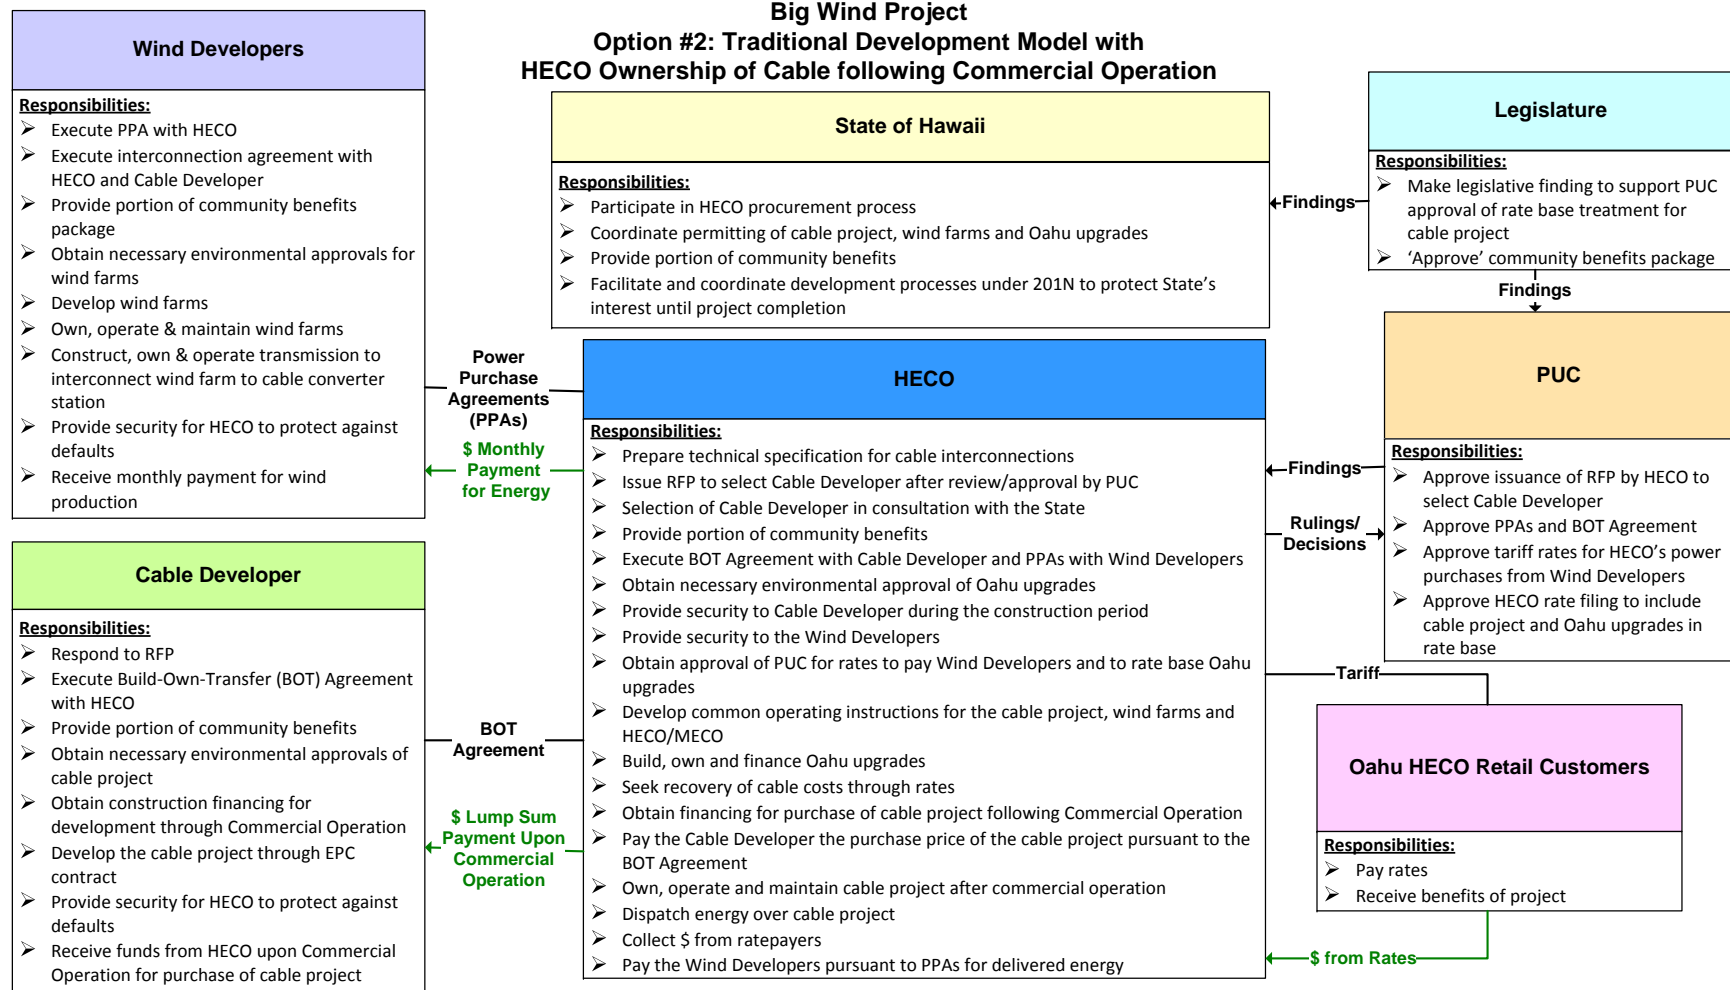 Big Wind Project
Option #2: Traditional Development Model with
HECO Ownership of Cable following Commercial Operation
Wind Developers
Responsibilities:
➢ Execute PPA with HECO
➢ Execute interconnection agreement with
HECO and Cable Developer
➢ Provide portion of community benefits
package
➢ Obtain necessary environmental approvals for
wind farms
➢ Develop wind farms
➢ Own, operate & maintain wind farms
➢ Construct, own & operate transmission to
interconnect wind farm to cable converter
station
➢ Provide security for HECO to protect against
defaults
➢ Receive monthly payment for wind
production
Cable Developer
Responsibilities:
➢ Respond to RFP
➢ Execute Build-Own-Transfer (BOT) Agreement
with HECO
➢ Provide portion of community benefits
➢ Obtain necessary environmental approvals of
cable project
➢ Obtain construction financing for
development through Commercial Operation
➢ Develop the cable project through EPC
contract
➢ Provide security for HECO to protect against
defaults
➢ Receive funds from HECO upon Commercial
Operation for purchase of cable project
Power
Purchase
Agreements
(PPAs)
$ Monthly
Payment
for Energy
BOT
Agreement
$ Lump Sum
Payment Upon
Commercial
Operation
State of Hawaii
Responsibilities:
➢ Participate in HECO procurement process
➢ Coordinate permitting of cable project, wind farms and Oahu upgrades
➢ Provide portion of community benefits
➢ Facilitate and coordinate development processes under 201N to protect State’s
interest until project completion
HECO
Responsibilities:
➢ Prepare technical specification for cable interconnections
➢ Issue RFP to select Cable Developer after review/approval by PUC
➢ Selection of Cable Developer in consultation with the State
➢ Provide portion of community benefits
➢ Execute BOT Agreement with Cable Developer and PPAs with Wind Developers
➢ Obtain necessary environmental approval of Oahu upgrades
➢ Provide security to Cable Developer during the construction period
➢ Provide security to the Wind Developers
➢ Obtain approval of PUC for rates to pay Wind Developers and to rate base Oahu
upgrades
➢ Develop common operating instructions for the cable project, wind farms and
HECO/MECO
➢ Build, own and finance Oahu upgrades
➢ Seek recovery of cable costs through rates
➢ Obtain financing for purchase of cable project following Commercial Operation
➢ Pay the Cable Developer the purchase price of the cable project pursuant to the
BOT Agreement
➢ Own, operate and maintain cable project after commercial operation
➢ Dispatch energy over cable project
➢ Collect $ from ratepayers
➢ Pay the Wind Developers pursuant to PPAs for delivered energy
Findings
Legislature
Responsibilities:
➢ Make legislative finding to support PUC
approval of rate base treatment for
cable project
➢ ‘Approve’ community benefits package
Findings
PUC
Responsibilities:
➢ Approve issuance of RFP by HECO to
select Cable Developer
➢ Approve PPAs and BOT Agreement
➢ Approve tariff rates for HECO’s power
purchases from Wind Developers
➢ Approve HECO rate filing to include
cable project and Oahu upgrades in
rate base
Findings
Rulings/
Decisions
Tariff
Oahu HECO Retail Customers
Responsibilities:
➢ Pay rates
➢ Receive benefits of project
$ from Rates